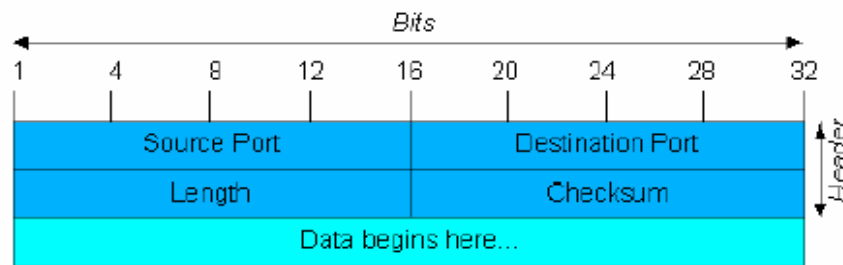 Bits
1 4 8 12 16 20 24 28 32
Source Port Destination Port
Header
Length Checksum
Data begins here...